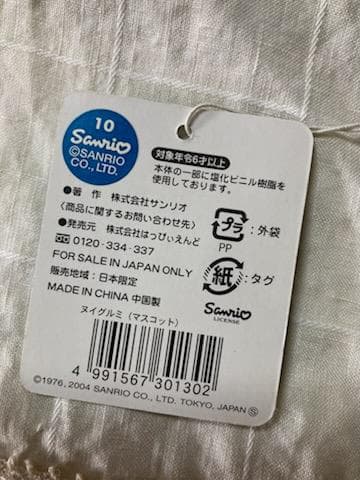 10
Sanrio
©SANRIO
CO., LTD.
対象年令6才以上
本体の一部に塩化ビニル樹脂を
使用しております。
●著 作 株式会社サンリオ
〈商品に関するお問い合わせ先〉
●発売元 株式会社はっぴぃえんど
0120-334-337
FOR SALE IN JAPAN ONLY
販売地域：日本限定
MADE IN CHINA 中国製
プラ
：外袋
PP
紙
：タグ
Sanrio
LICENSE
ヌイグルミ（マスコット）
4 991567 301302
©1976, 2004 SANRIO CO., LTD. TOKYO, JAPAN Ⓢ